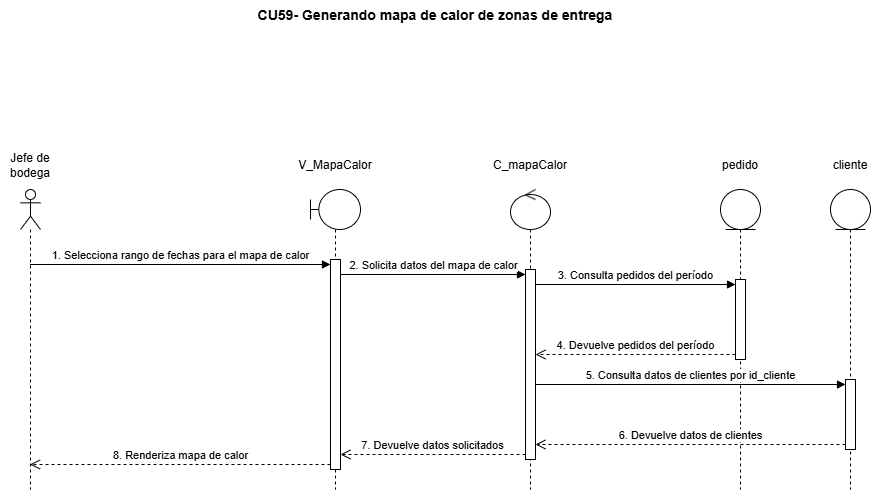 CU59- Generando mapa de calor de zonas de entrega
Jefe de
bodega
V_MapaCalor
C_mapaCalor
pedido
cliente
1. Selecciona rango de fechas para el mapa de calor
2. Solicita datos del mapa de calor
3. Consulta pedidos del período
4. Devuelve pedidos del período
5. Consulta datos de clientes por id_cliente
6. Devuelve datos de clientes
7. Devuelve datos solicitados
8. Renderiza mapa de calor